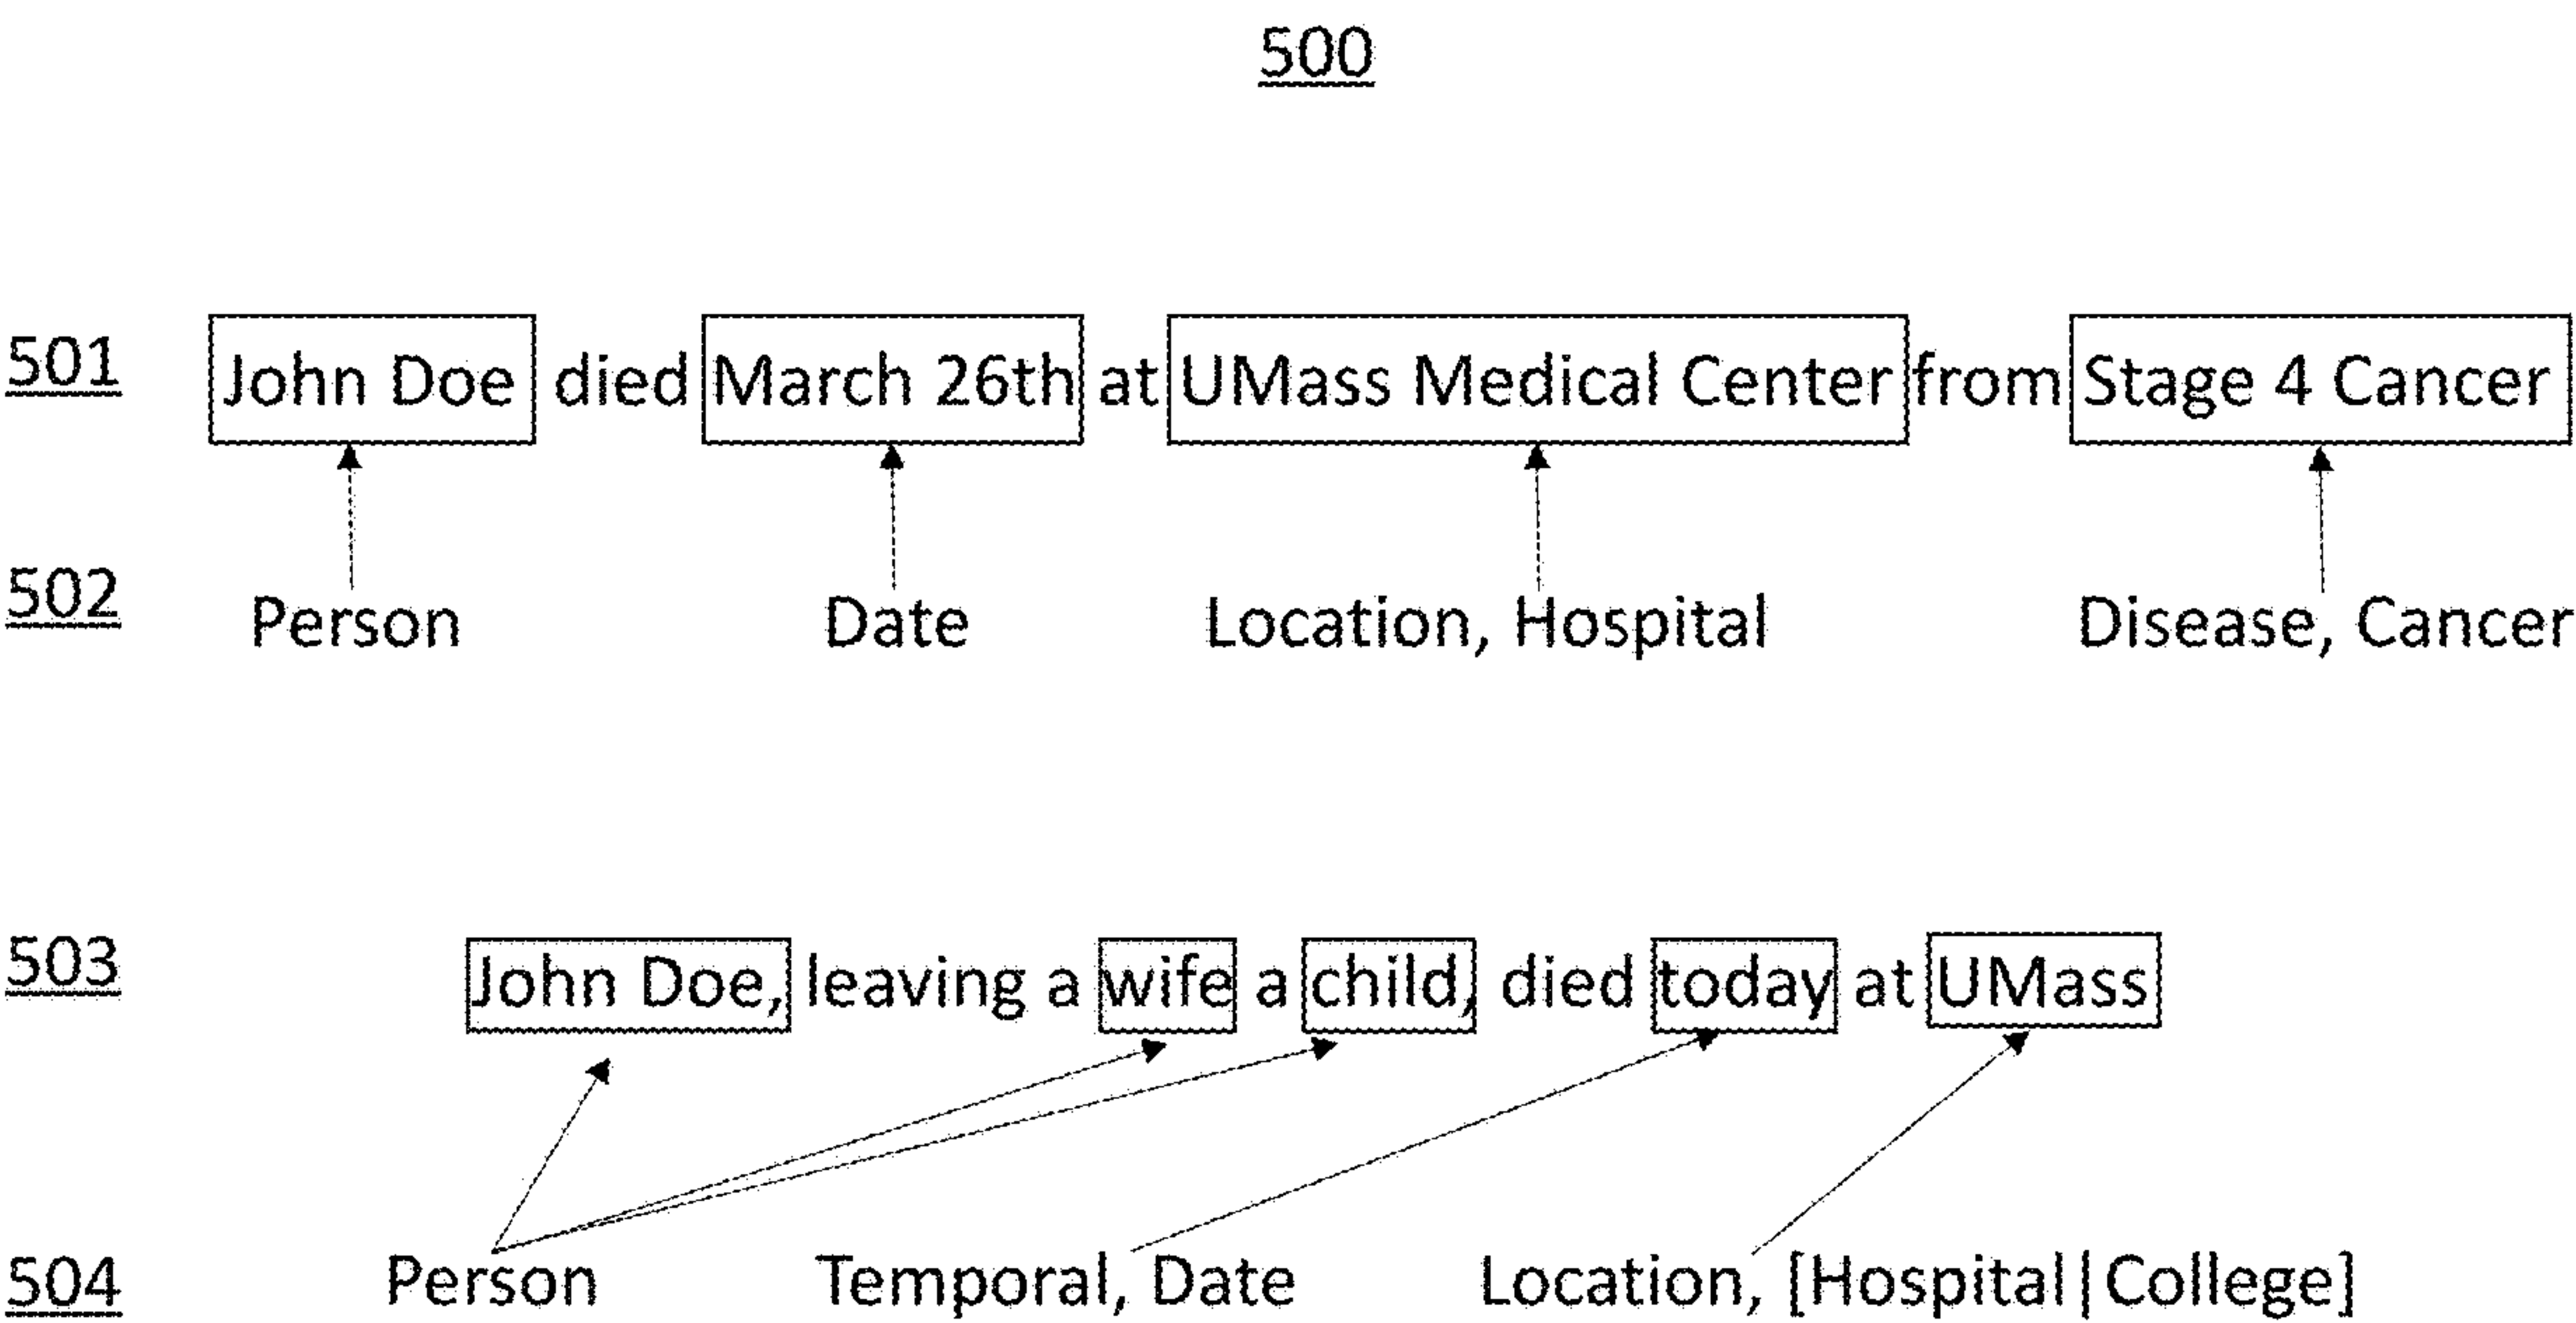 500
501 John Doe died March 26th at UMass Medical Center from Stage 4 Cancer
502 Person Date Location, Hospital Disease, Cancer
503 John Doe, leaving a wife a child, died today at UMass
504 Person Temporal, Date Location, [Hospital|College]